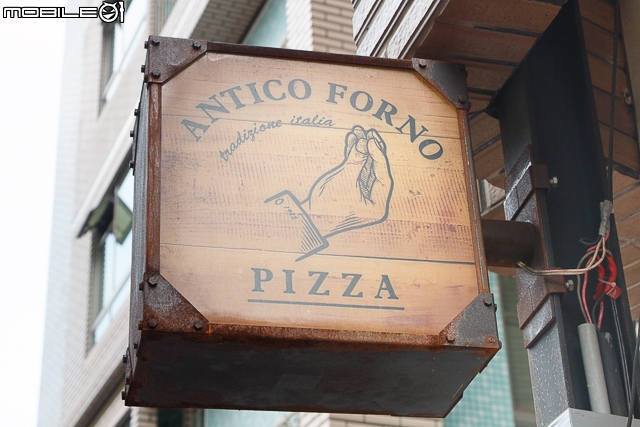 MOBILE01
ANTICO FORNO
tradizione italia
PIZZA